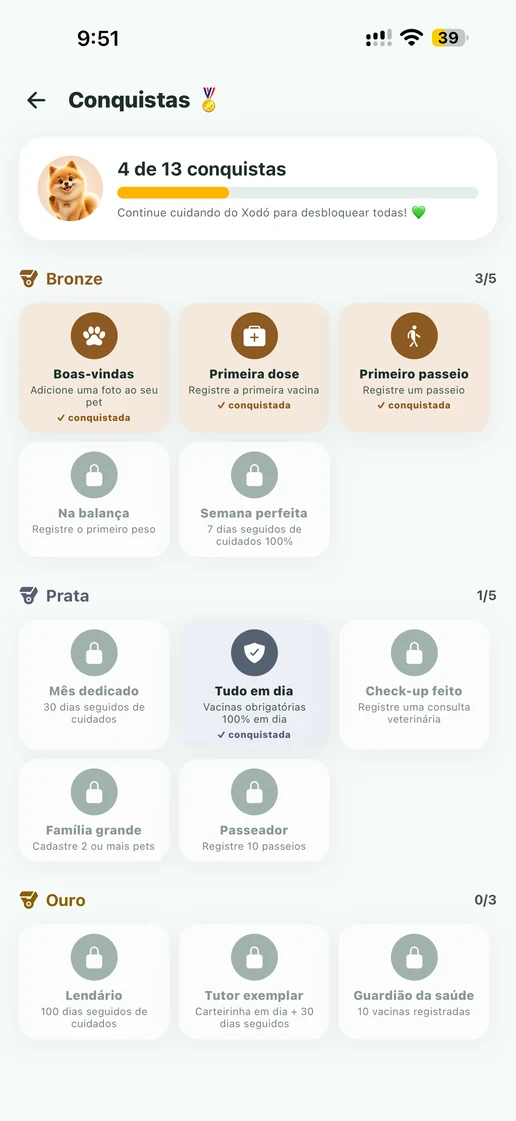 9:51
39
Conquistas
4 de 13 conquistas
Continue cuidando do Xodó para desbloquear todas! 💚
Bronze
3/5
Boas-vindas
Adicione uma foto ao seu
pet
✓ conquistada
Primeira dose
Registre a primeira vacina
✓ conquistada
Primeiro passeio
Registre um passeio
✓ conquistada
Na balança
Registre o primeiro peso
Semana perfeita
7 dias seguidos de
cuidados 100%
Prata
1/5
Mês dedicado
30 dias seguidos de
cuidados
Tudo em dia
Vacinas obrigatórias
100% em dia
✓ conquistada
Check-up feito
Registre uma consulta
veterinária
Família grande
Cadastre 2 ou mais pets
Passeador
Registre 10 passeios
Ouro
0/3
Lendário
100 dias seguidos de
cuidados
Tutor exemplar
Carteirinha em dia + 30
dias seguidos
Guardião da saúde
10 vacinas registradas